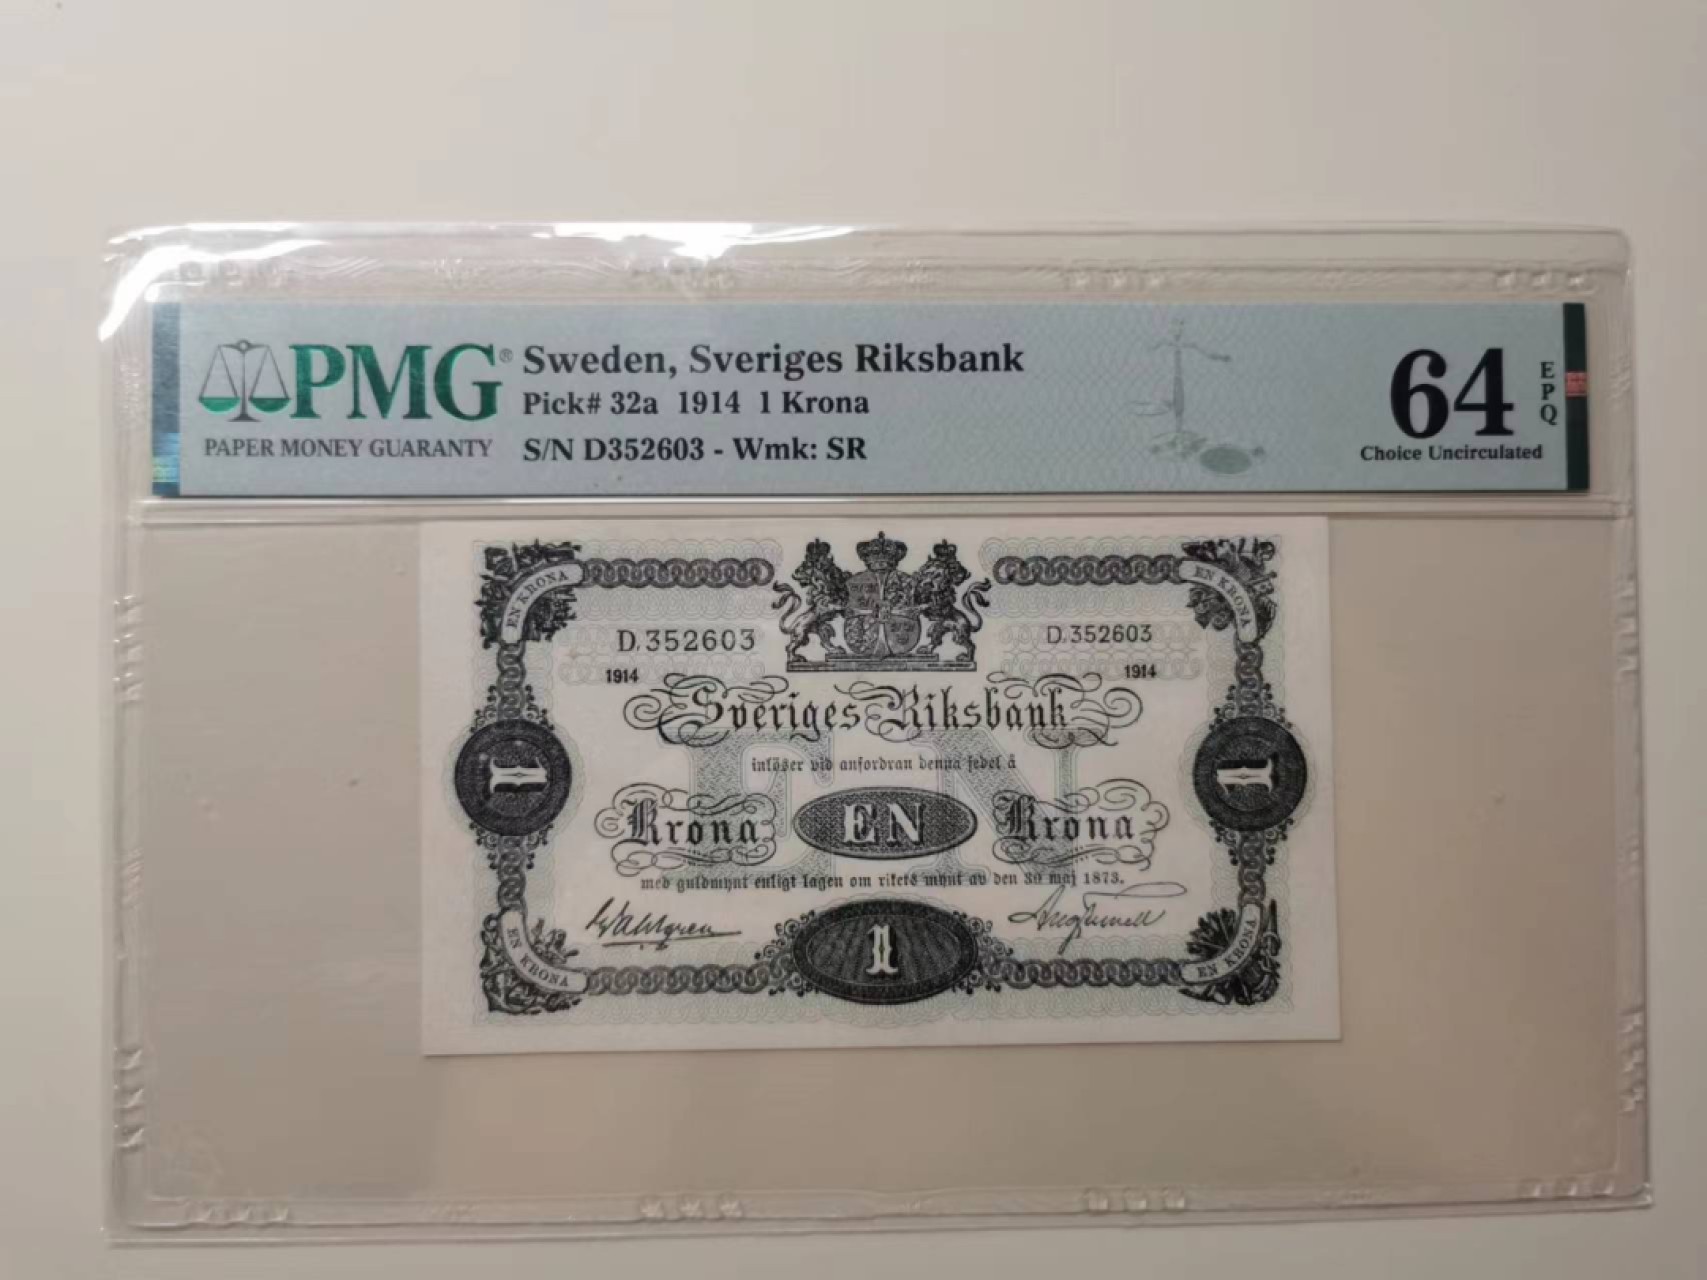 PMG®
PAPER MONEY GUARANTY
Sweden, Sveriges Riksbank
Pick# 32a 1914 1 Krona
S/N D352603 - Wmk: SR
64 EPQ
Choice Uncirculated
EN KRONA EN KRONA
D.352603 D.352603
1914 1914
Sveriges Riksbank
inlöser vid anfordran denna sedel å
1 1
Krona EN Krona
med guldmynt enligt lagen om rikets mynt av den 30 maj 1873.
1
EN KRONA EN KRONA